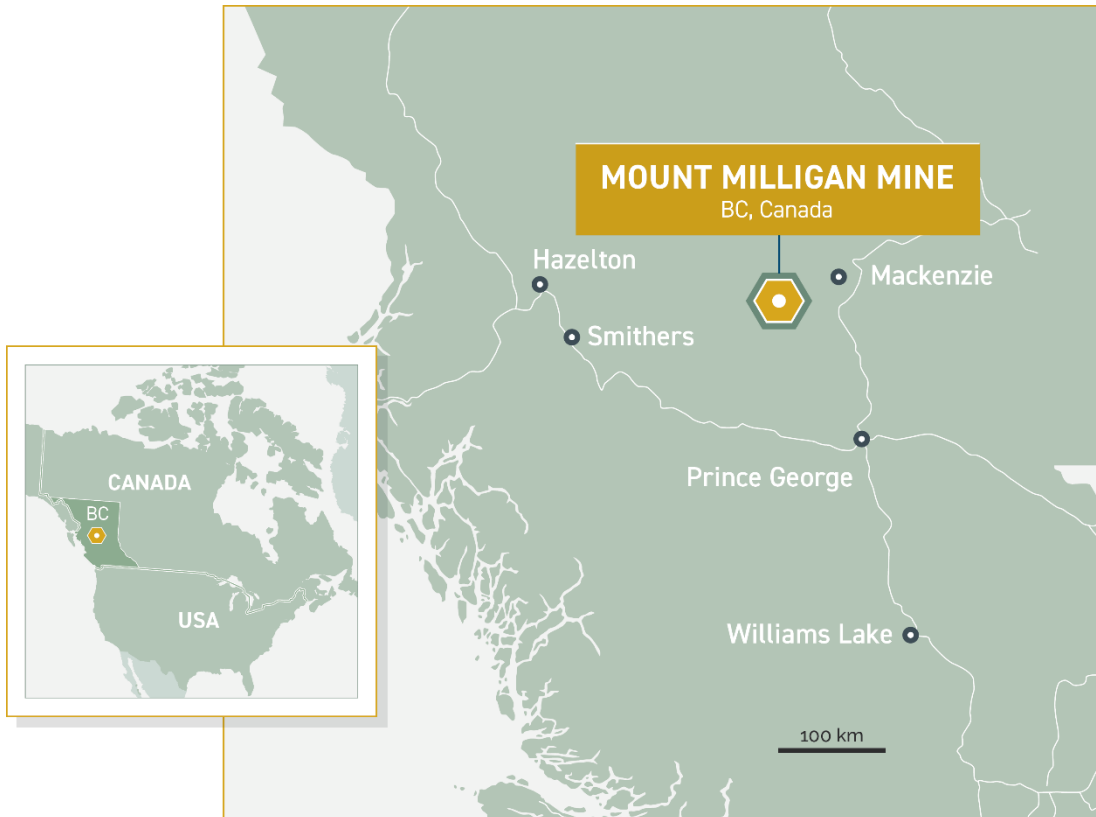 MOUNT MILLIGAN MINE
BC, Canada
Hazelton
Mackenzie
Smithers
CANADA
BC
USA
Prince George
Williams Lake
100 km